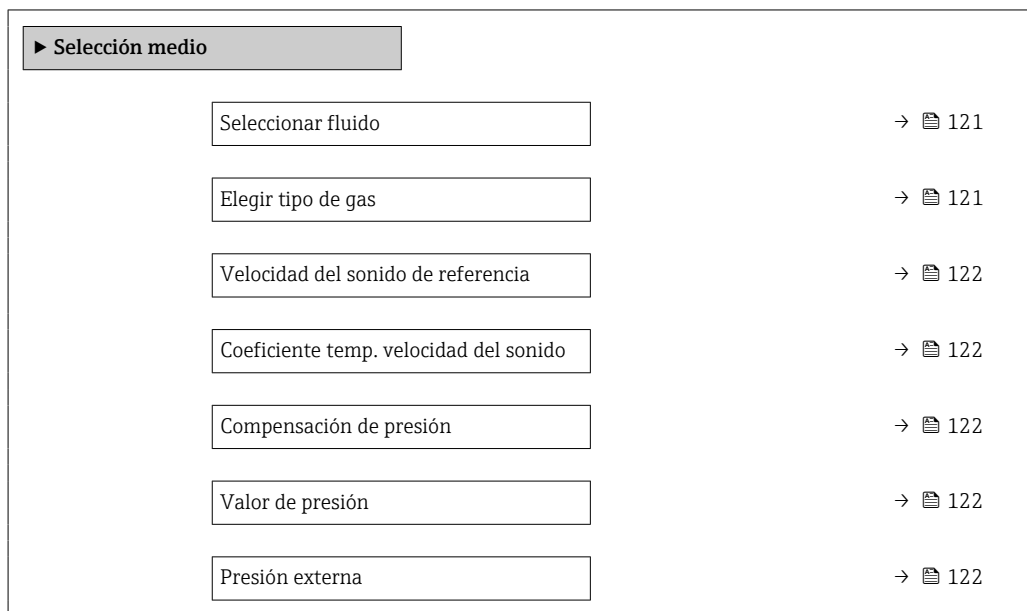 ▶ Selección medio
Seleccionar fluido → 121
Elegir tipo de gas → 121
Velocidad del sonido de referencia → 122
Coeficiente temp. velocidad del sonido → 122
Compensación de presión → 122
Valor de presión → 122
Presión externa → 122